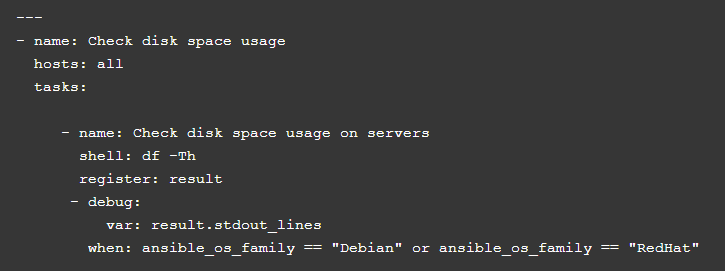 ---
- name: Check disk space usage
  hosts: all
  tasks:

     - name: Check disk space usage on servers
       shell: df -Th
       register: result
      - debug:
          var: result.stdout_lines
        when: ansible_os_family == "Debian" or ansible_os_family == "RedHat"